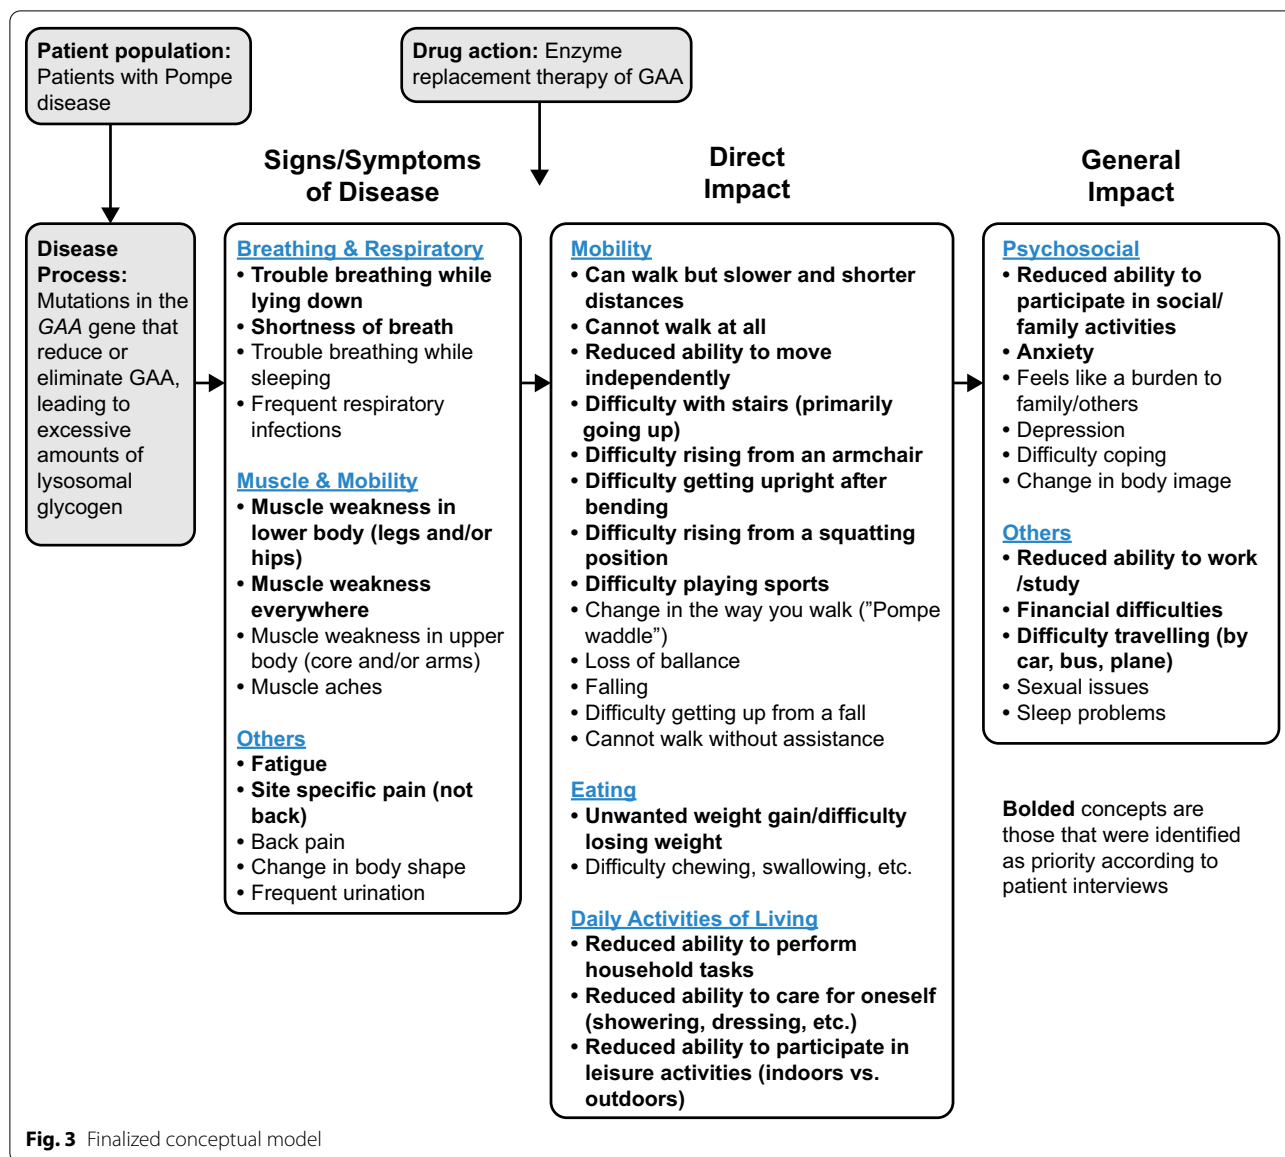 Patient population:
Patients with Pompe
disease
Drug action: Enzyme
replacement therapy of GAA
Signs/Symptoms
of Disease
Direct
Impact
General
Impact
Disease
Process:
Mutations in the
GAA gene that
reduce or
eliminate GAA,
leading to
excessive
amounts of
lysosomal
glycogen
Breathing & Respiratory
• Trouble breathing while
lying down
• Shortness of breath
• Trouble breathing while
sleeping
• Frequent respiratory
infections
Muscle & Mobility
• Muscle weakness in
lower body (legs and/or
hips)
• Muscle weakness
everywhere
• Muscle weakness in upper
body (core and/or arms)
• Muscle aches
Others
• Fatigue
• Site specific pain (not
back)
• Back pain
• Change in body shape
• Frequent urination
Mobility
• Can walk but slower and shorter
distances
• Cannot walk at all
• Reduced ability to move
independently
• Difficulty with stairs (primarily
going up)
• Difficulty rising from an armchair
• Difficulty getting upright after
bending
• Difficulty rising from a squatting
position
• Difficulty playing sports
• Change in the way you walk (”Pompe
waddle”)
• Loss of ballance
• Falling
• Difficulty getting up from a fall
• Cannot walk without assistance
Eating
• Unwanted weight gain/difficulty
losing weight
• Difficulty chewing, swallowing, etc.
Daily Activities of Living
• Reduced ability to perform
household tasks
• Reduced ability to care for oneself
(showering, dressing, etc.)
• Reduced ability to participate in
leisure activities (indoors vs.
outdoors)
Psychosocial
• Reduced ability to
participate in social/
family activities
• Anxiety
• Feels like a burden to
family/others
• Depression
• Difficulty coping
• Change in body image
Others
• Reduced ability to work
/study
• Financial difficulties
• Difficulty travelling (by
car, bus, plane)
• Sexual issues
• Sleep problems
Bolded concepts are
those that were identified
as priority according to
patient interviews
Fig. 3 Finalized conceptual model